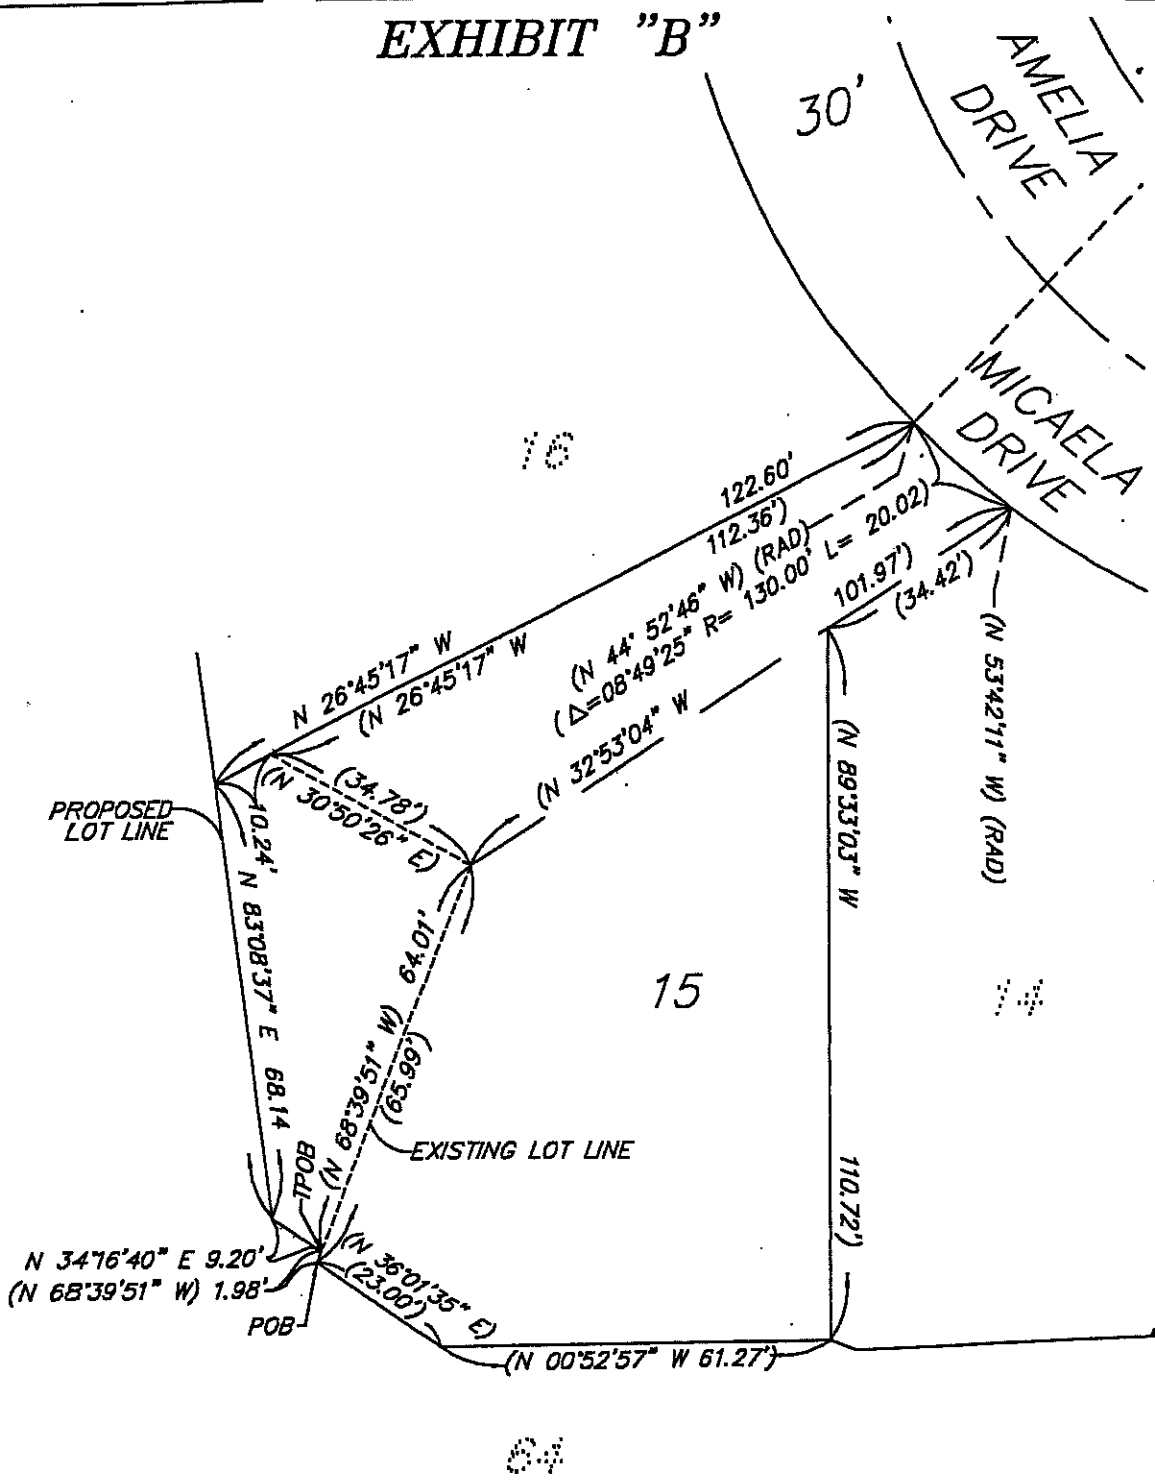 EXHIBIT "B"
30'
AMELIA
DRIVE
MICAELA
DRIVE
16
122.60'
112.36')
(N 44° 52'46" W) (RAD)
(Δ=08°49'25" R= 130.00' L= 20.02)
101.97')
(34.42')
(N 53°42'11" W) (RAD)
N 26°45'17" W
(N 26°45'17" W
(N 32°53'04" W
(34.78')
(N 30°50'26" E)
PROPOSED
LOT LINE
10.24'
N 83°08'37" E 68.14
(N 89°33'03" W
110.72')
(N 68°39'51" W) 64.01'
(65.99')
15
14
EXISTING LOT LINE
TPOB
N 34°16'40" E 9.20'
(N 68°39'51" W) 1.98'
POB
(N 36°01'35" E)
(23.00')
(N 00°52'57" W 61.27')
64